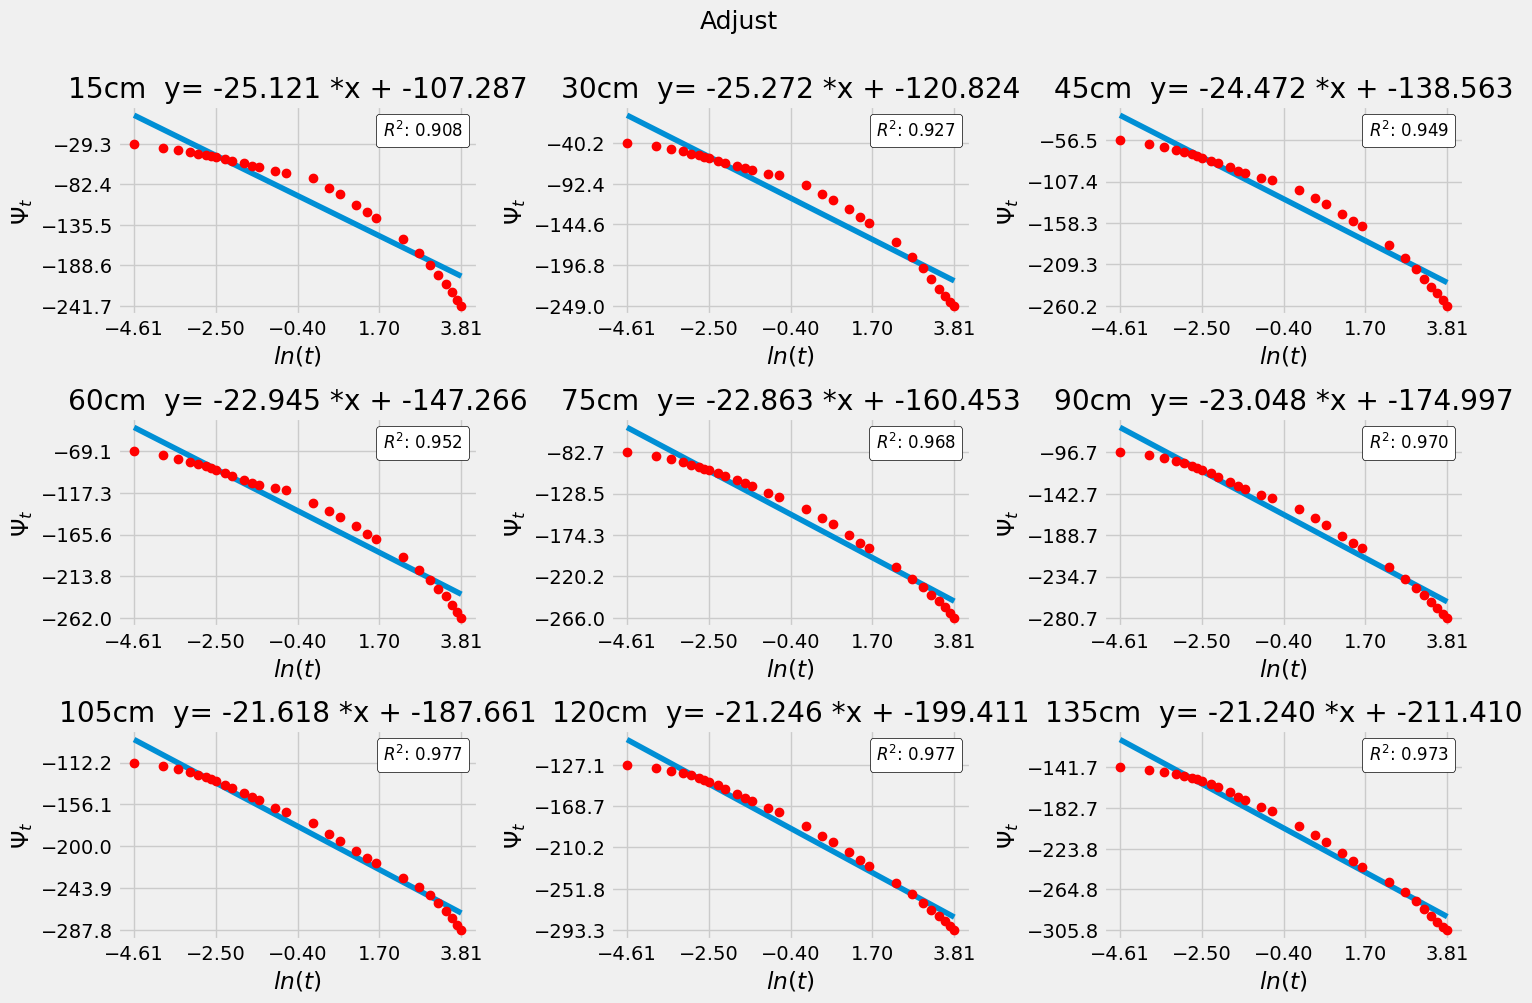 Adjust
15cm  y= -25.121 *x + -107.287
R²: 0.908
Ψt
−29.3
−82.4
−135.5
−188.6
−241.7
−4.61 −2.50 −0.40 1.70 3.81
ln(t)
30cm  y= -25.272 *x + -120.824
R²: 0.927
Ψt
−40.2
−92.4
−144.6
−196.8
−249.0
−4.61 −2.50 −0.40 1.70 3.81
ln(t)
45cm  y= -24.472 *x + -138.563
R²: 0.949
Ψt
−56.5
−107.4
−158.3
−209.3
−260.2
−4.61 −2.50 −0.40 1.70 3.81
ln(t)
60cm  y= -22.945 *x + -147.266
R²: 0.952
Ψt
−69.1
−117.3
−165.6
−213.8
−262.0
−4.61 −2.50 −0.40 1.70 3.81
ln(t)
75cm  y= -22.863 *x + -160.453
R²: 0.968
Ψt
−82.7
−128.5
−174.3
−220.2
−266.0
−4.61 −2.50 −0.40 1.70 3.81
ln(t)
90cm  y= -23.048 *x + -174.997
R²: 0.970
Ψt
−96.7
−142.7
−188.7
−234.7
−280.7
−4.61 −2.50 −0.40 1.70 3.81
ln(t)
105cm  y= -21.618 *x + -187.661
R²: 0.977
Ψt
−112.2
−156.1
−200.0
−243.9
−287.8
−4.61 −2.50 −0.40 1.70 3.81
ln(t)
120cm  y= -21.246 *x + -199.411
R²: 0.977
Ψt
−127.1
−168.7
−210.2
−251.8
−293.3
−4.61 −2.50 −0.40 1.70 3.81
ln(t)
135cm  y= -21.240 *x + -211.410
R²: 0.973
Ψt
−141.7
−182.7
−223.8
−264.8
−305.8
−4.61 −2.50 −0.40 1.70 3.81
ln(t)